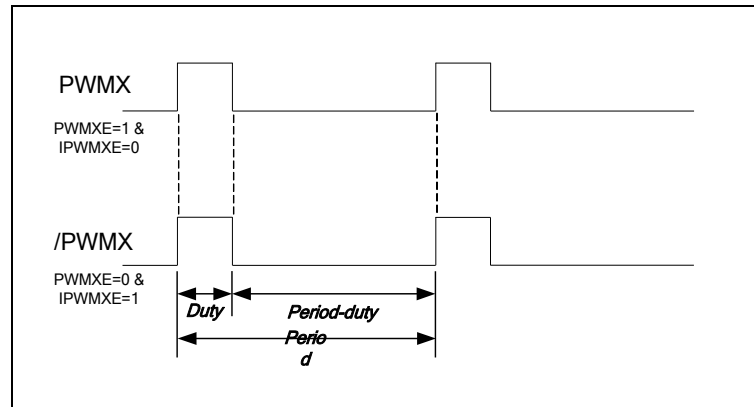 PWMX
PWMXE=1 &
IPWMXE=0
/PWMX
PWMXE=0 &
IPWMXE=1
Duty
Period-duty
Perio
d